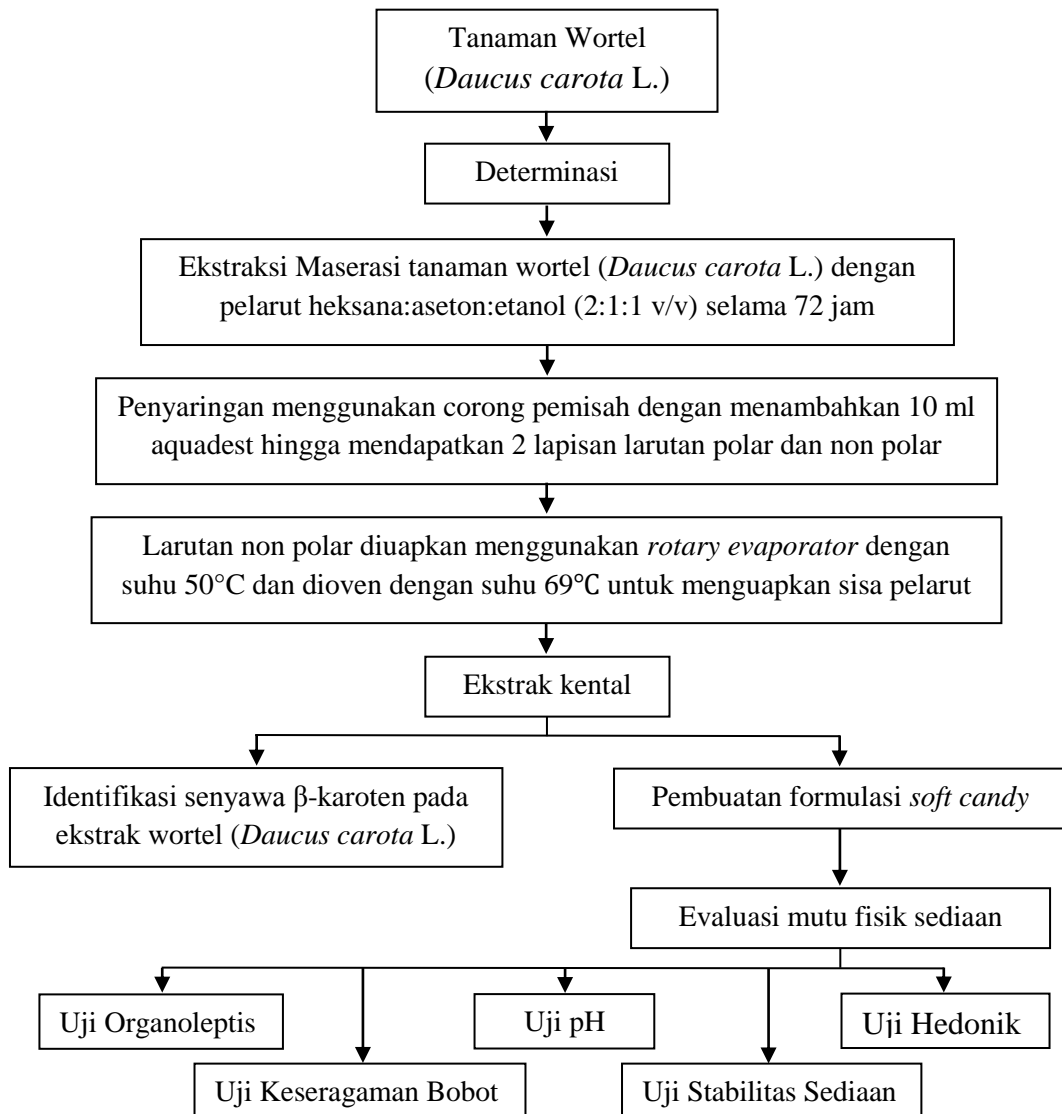 Tanaman Wortel
(Daucus carota L.)
Determinasi
Ekstraksi Maserasi tanaman wortel (Daucus carota L.) dengan
pelarut heksana:aseton:etanol (2:1:1 v/v) selama 72 jam
Penyaringan menggunakan corong pemisah dengan menambahkan 10 ml
aquadest hingga mendapatkan 2 lapisan larutan polar dan non polar
Larutan non polar diuapkan menggunakan rotary evaporator dengan
suhu 50°C dan dioven dengan suhu 69℃ untuk menguapkan sisa pelarut
Ekstrak kental
Identifikasi senyawa β-karoten pada
ekstrak wortel (Daucus carota L.)
Pembuatan formulasi soft candy
Evaluasi mutu fisik sediaan
Uji Organoleptis
Uji pH
Uji Hedonik
Uji Keseragaman Bobot
Uji Stabilitas Sediaan